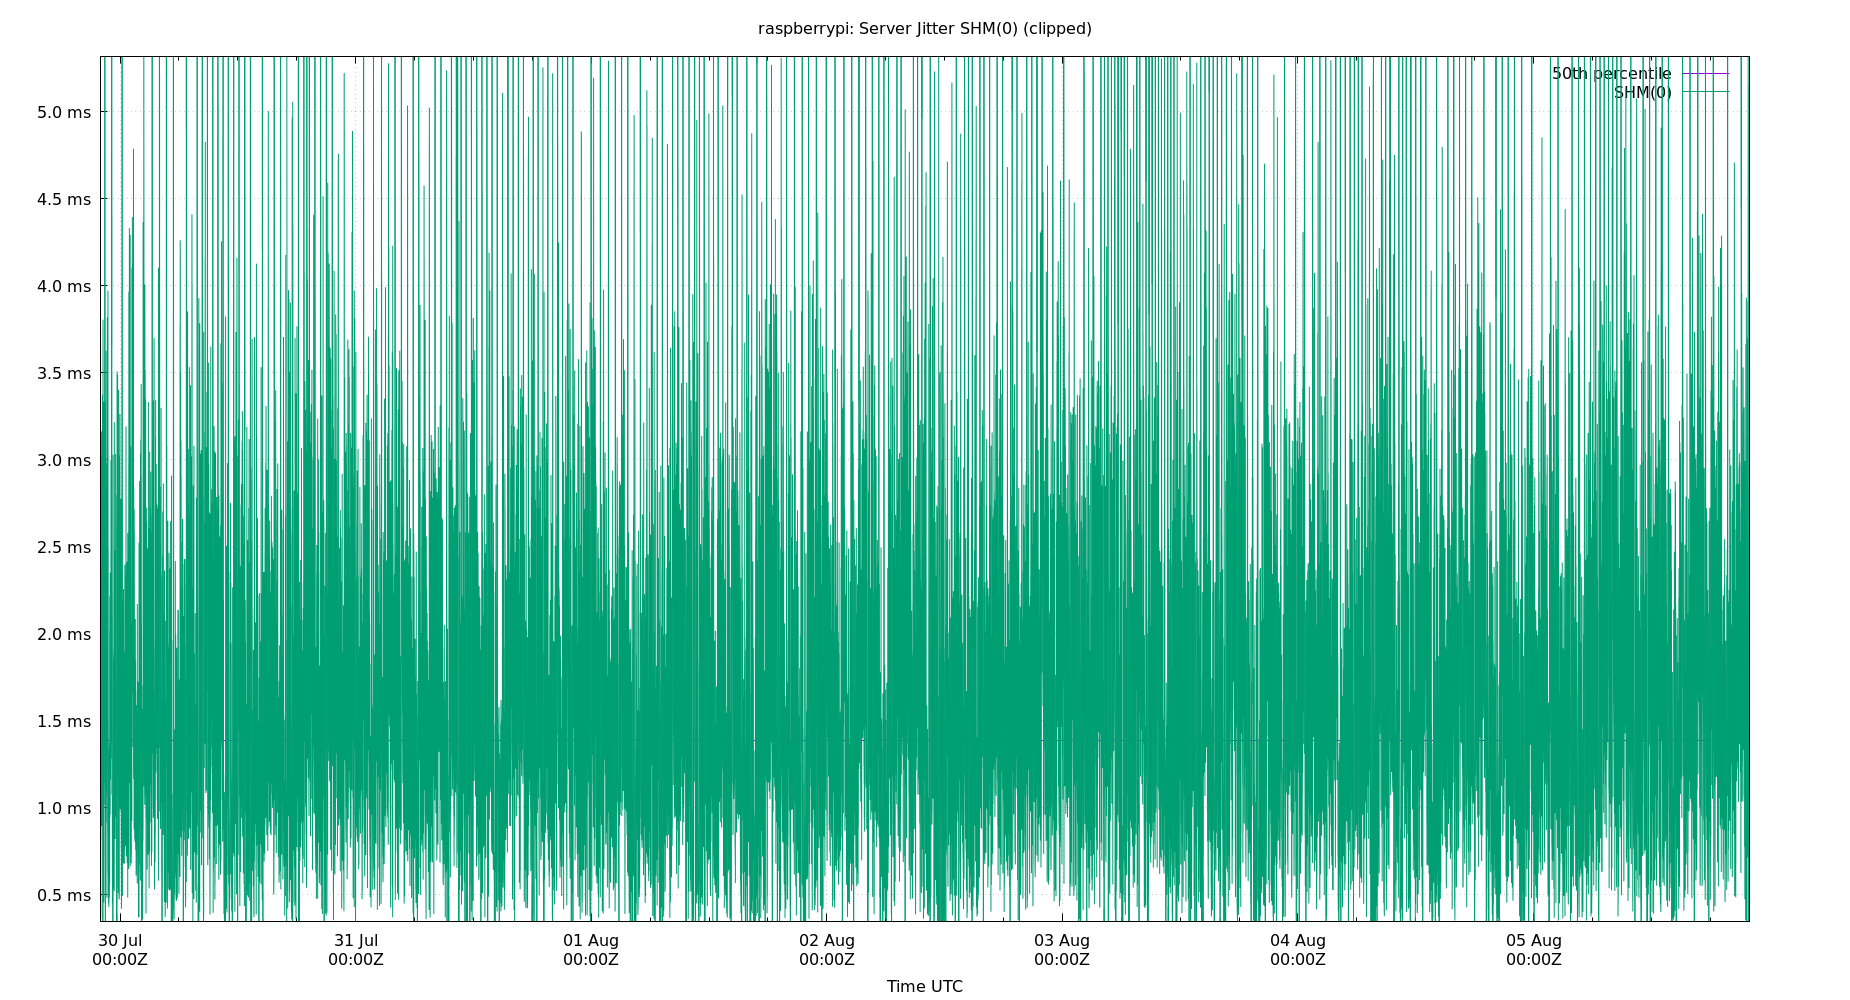 raspberrypi: Server Jitter SHM(0) (clipped)
50th percentile
SHM(0)
5.0 ms
4.5 ms
4.0 ms
3.5 ms
3.0 ms
2.5 ms
2.0 ms
1.5 ms
1.0 ms
0.5 ms
30 Jul 31 Jul 01 Aug 02 Aug 03 Aug 04 Aug 05 Aug
00:00Z 00:00Z 00:00Z 00:00Z 00:00Z 00:00Z 00:00Z
Time UTC